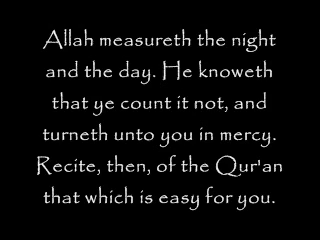 Allah measureth the night
and the day. He knoweth
that ye count it not, and
turneth unto you in mercy.
Recite, then, of the Qur'an
that which is easy for you.